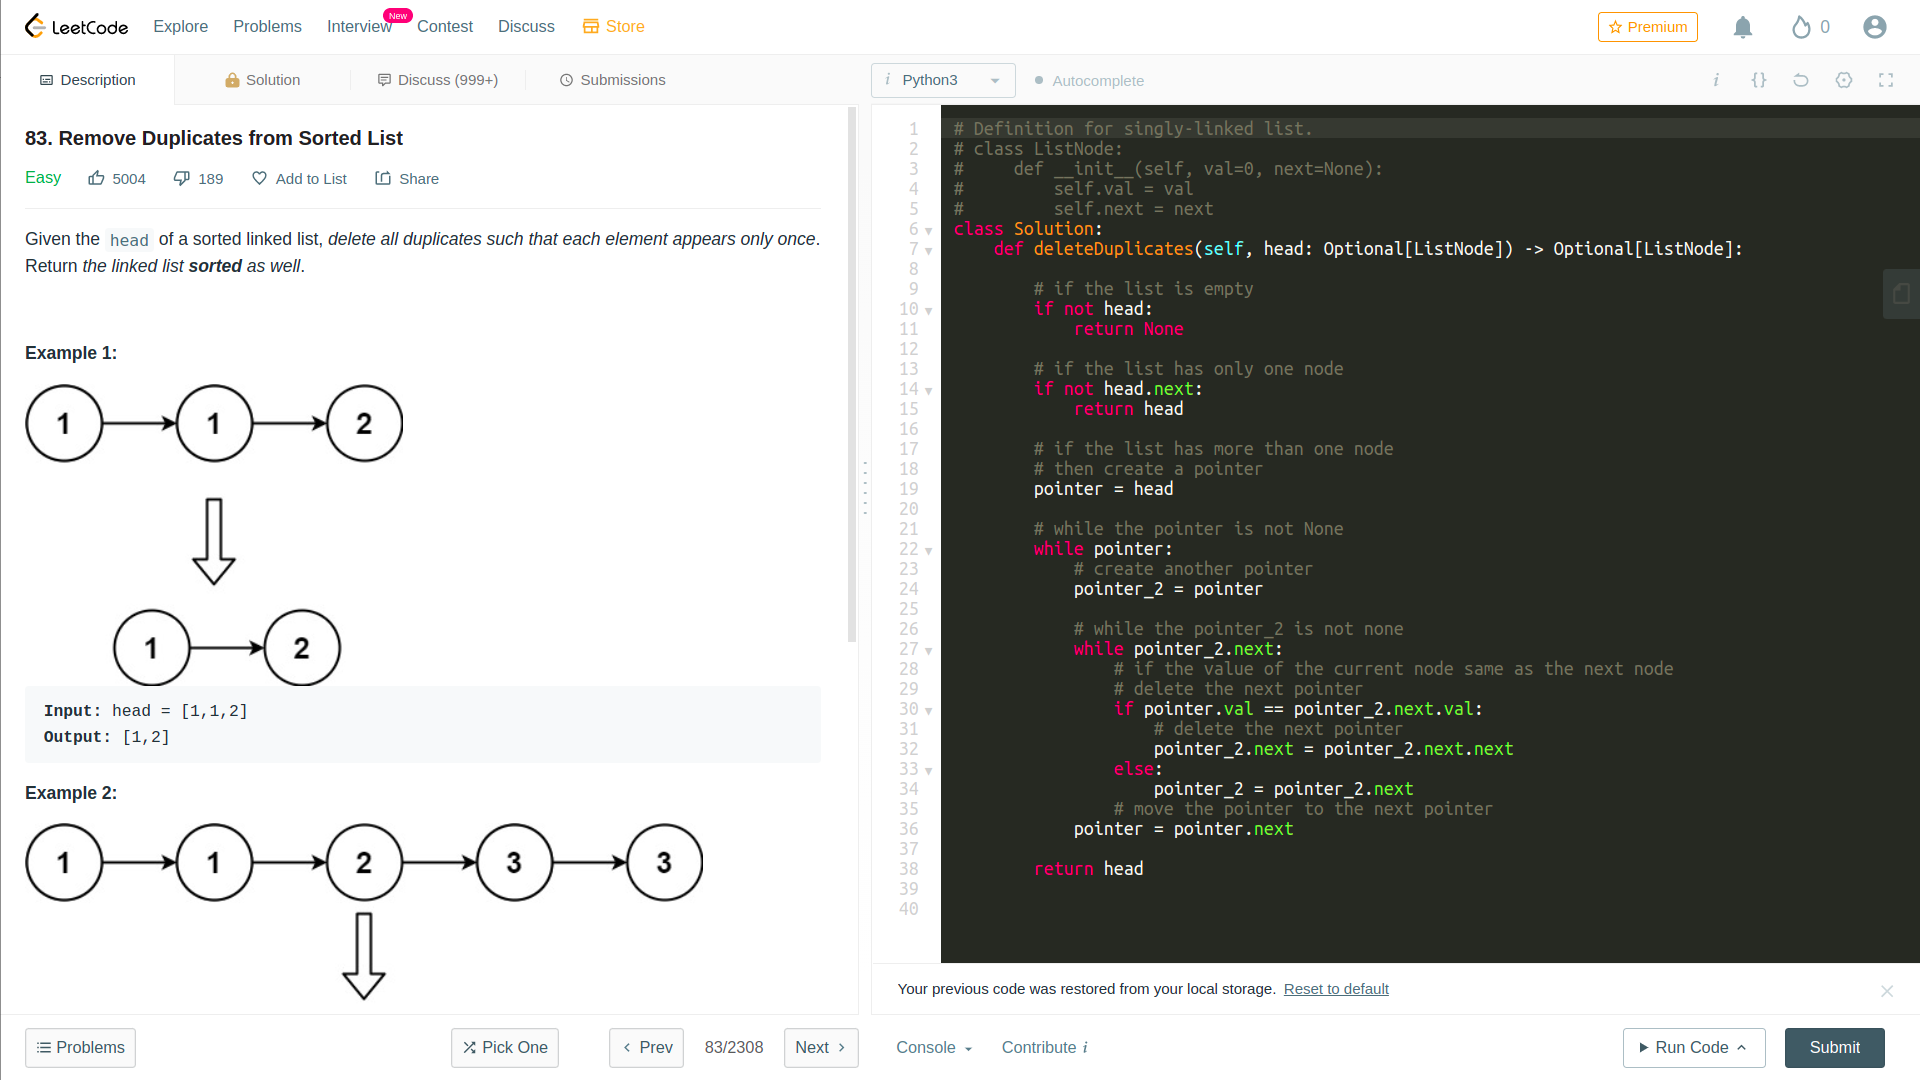 LeetCode Explore Problems Interview New Contest Discuss Store Premium 0
Description Solution Discuss (999+) Submissions
83. Remove Duplicates from Sorted List
Easy 5004 189 Add to List Share
Given the head of a sorted linked list, delete all duplicates such that each element appears only once.
Return the linked list sorted as well.
Example 1:
1 1 2
1 2
Input: head = [1,1,2]
Output: [1,2]
Example 2:
1 1 2 3 3
Problems Pick One Prev 83/2308 Next
i Python3 Autocomplete i {}
1 # Definition for singly-linked list.
2 # class ListNode:
3 #     def __init__(self, val=0, next=None):
4 #         self.val = val
5 #         self.next = next
6 class Solution:
7     def deleteDuplicates(self, head: Optional[ListNode]) -> Optional[ListNode]:
8
9         # if the list is empty
10         if not head:
11             return None
12
13         # if the list has only one node
14         if not head.next:
15             return head
16
17         # if the list has more than one node
18         # then create a pointer
19         pointer = head
20
21         # while the pointer is not None
22         while pointer:
23             # create another pointer
24             pointer_2 = pointer
25
26             # while the pointer_2 is not none
27             while pointer_2.next:
28                 # if the value of the current node same as the next node
29                 # delete the next pointer
30                 if pointer.val == pointer_2.next.val:
31                     # delete the next pointer
32                     pointer_2.next = pointer_2.next.next
33                 else:
34                     pointer_2 = pointer_2.next
35                 # move the pointer to the next pointer
36             pointer = pointer.next
37
38         return head
39
40
Your previous code was restored from your local storage. Reset to default
Console Contribute i Run Code Submit